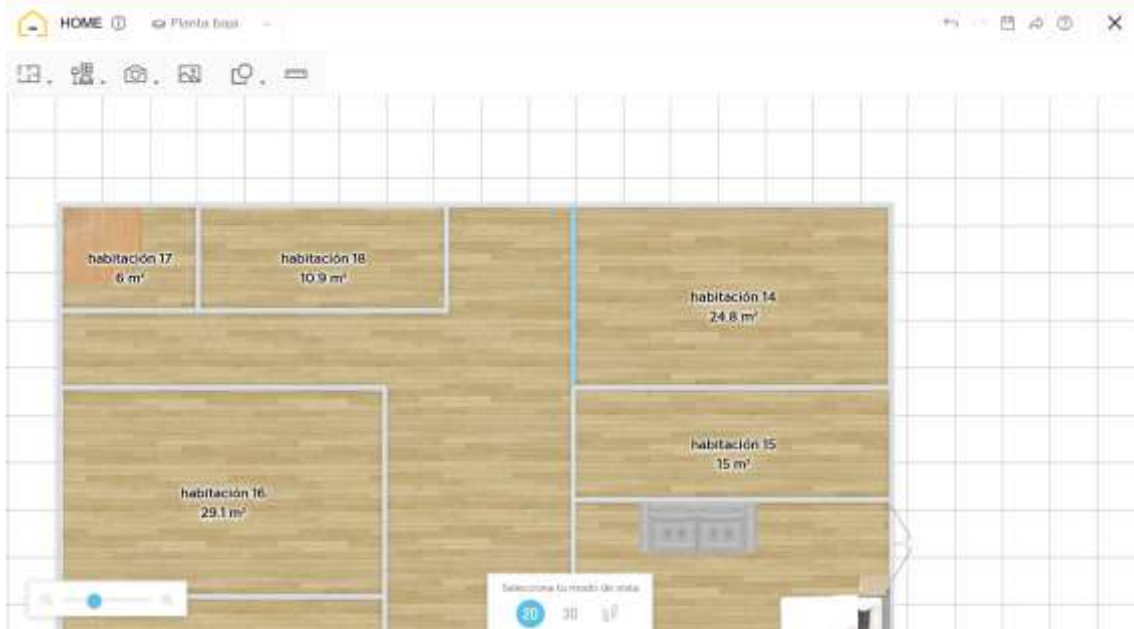 HOME
Planta baja
habitación 17
6 m²
habitación 18
10.9 m²
habitación 14
24.8 m²
habitación 15
15 m²
habitación 16
29.1 m²
Selecciona tu modo de vista
2D 3D